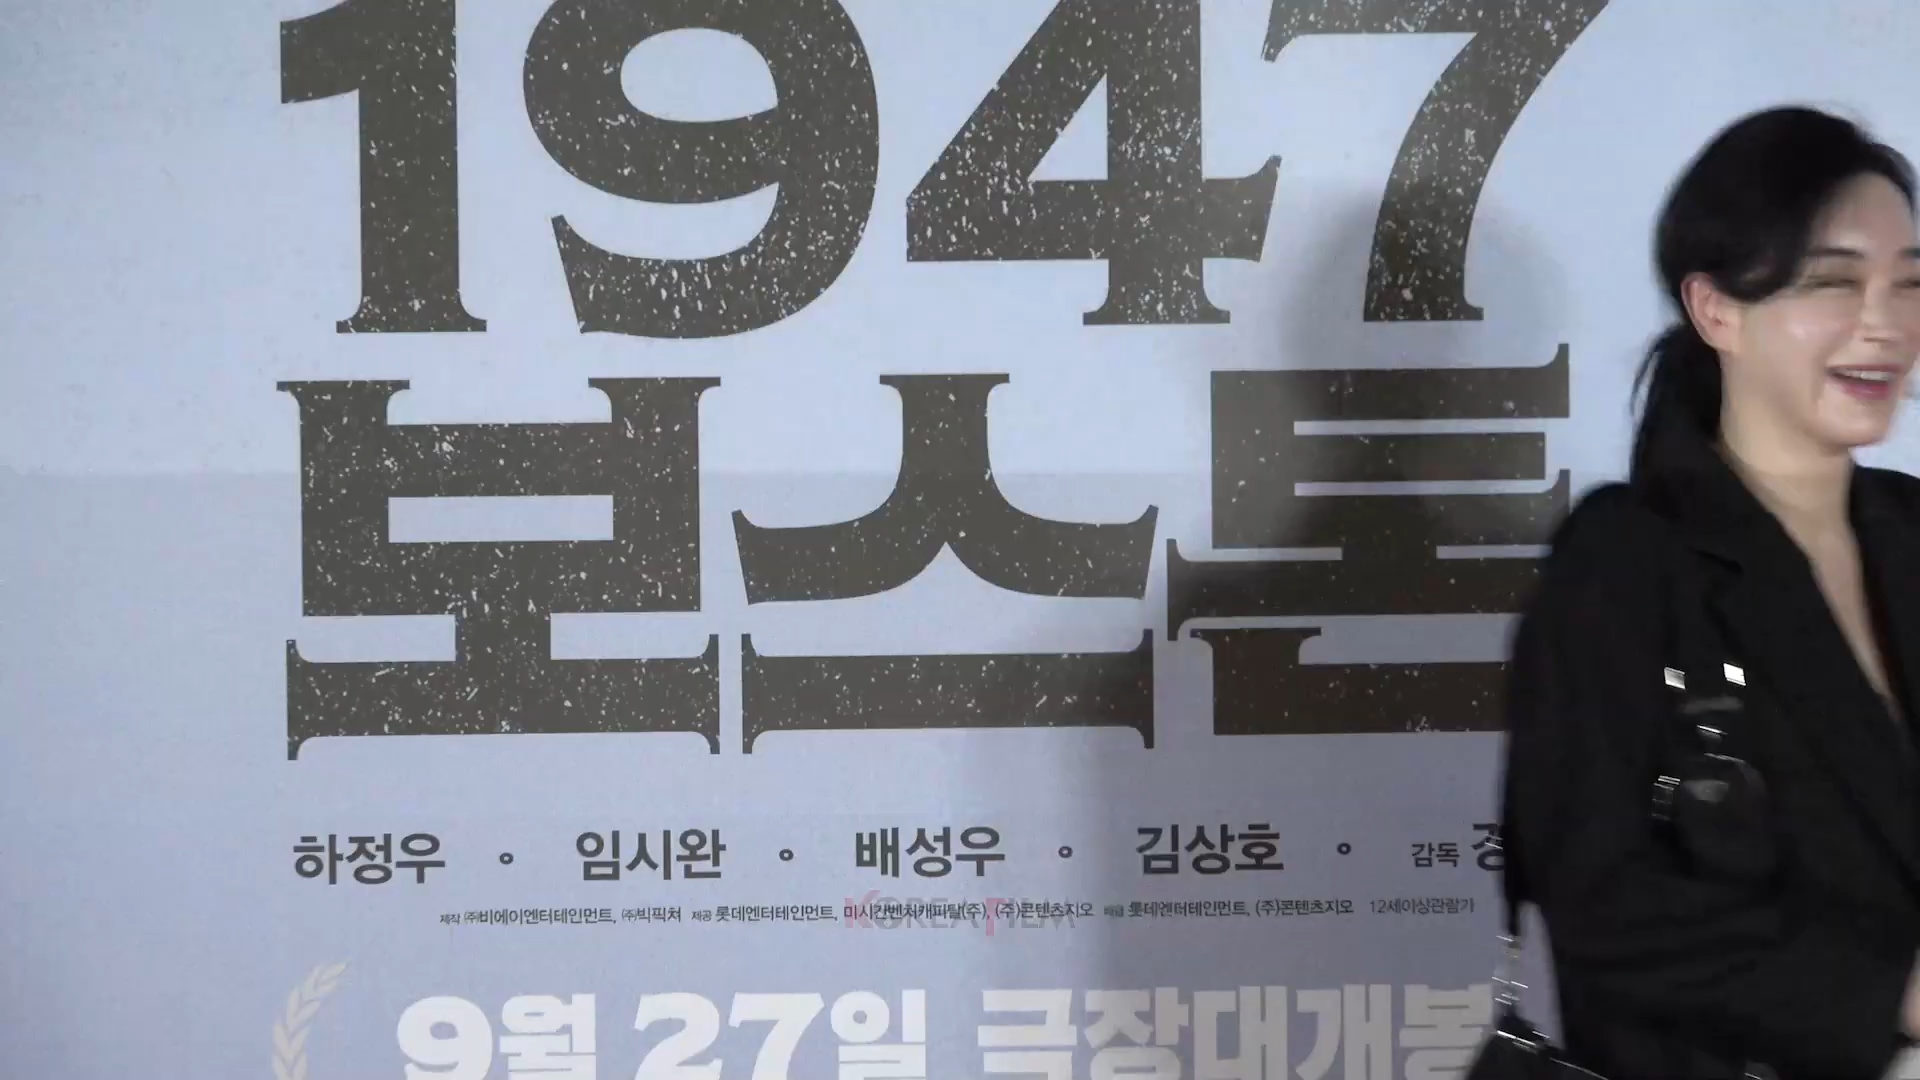 1947
보스톤
하정우 ∘ 임시완 ∘ 배성우 ∘ 김상호 ∘ 감독
제작 ㈜비에이엔터테인먼트, ㈜빅픽쳐 제공 롯데엔터테인먼트, 미시간벤처캐피탈(주), (주)콘텐츠지오 배급 롯데엔터테인먼트, (주)콘텐츠지오 12세이상관람가
KOREAFILM
9월 27일 극장대개봉